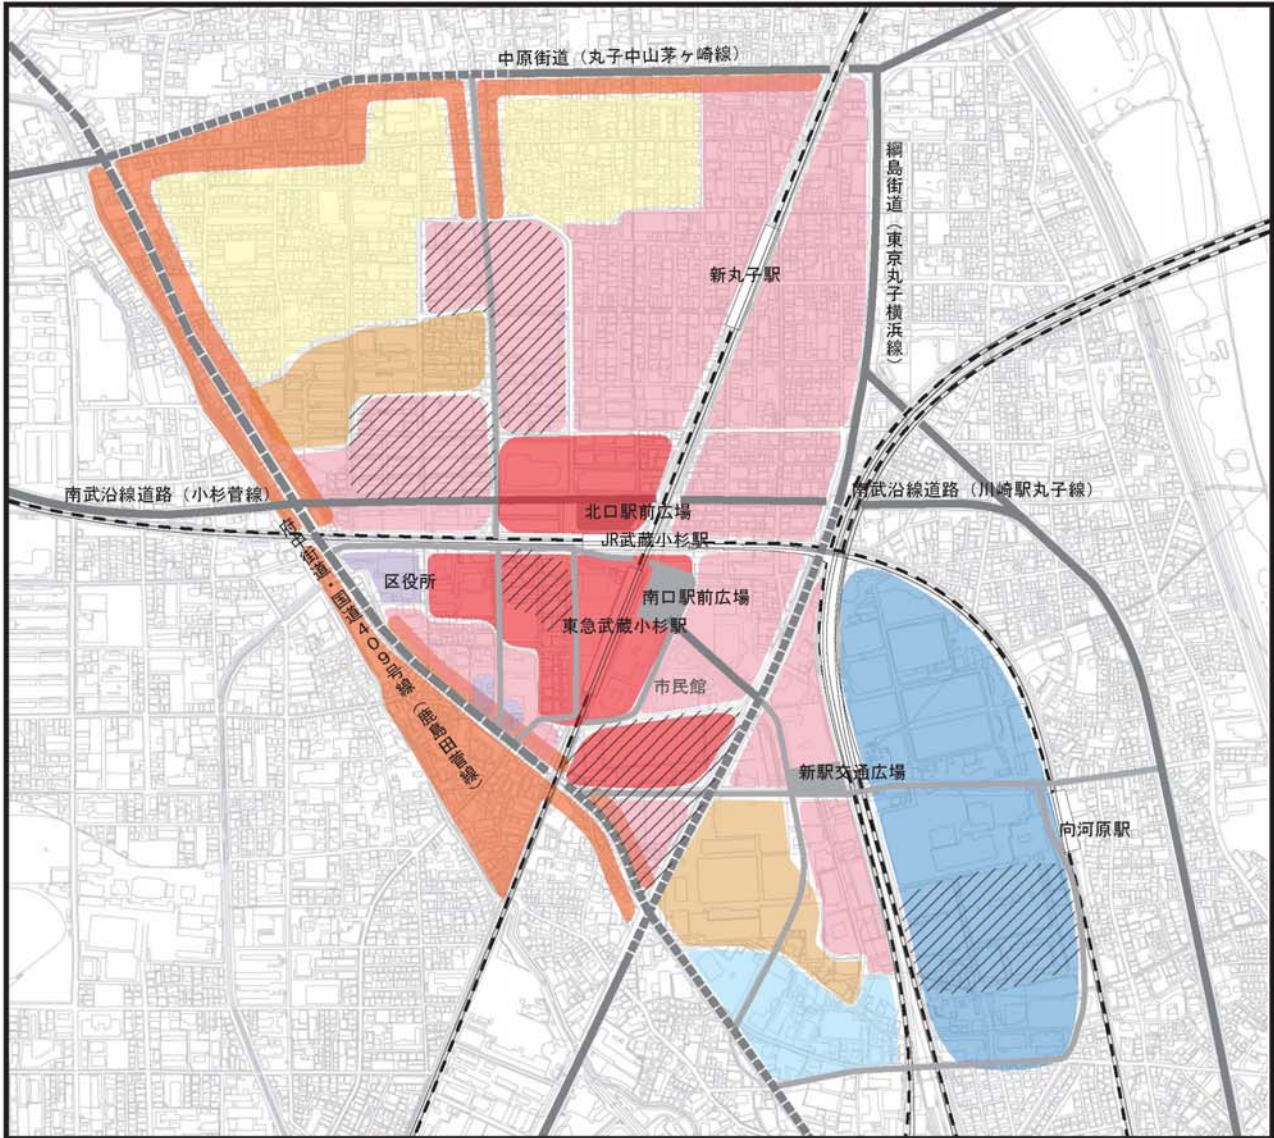 中原街道（丸子中山茅ヶ崎線）
綱島街道（東京丸子横浜線）
新丸子駅
南武沿線道路（小杉菅線）
南武沿線道路（川崎駅丸子線）
北口駅前広場
JR武蔵小杉駅
府中街道・国道409号線（鹿島田菅線）
区役所
南口駅前広場
東急武蔵小杉駅
市民館
新駅交通広場
向河原駅